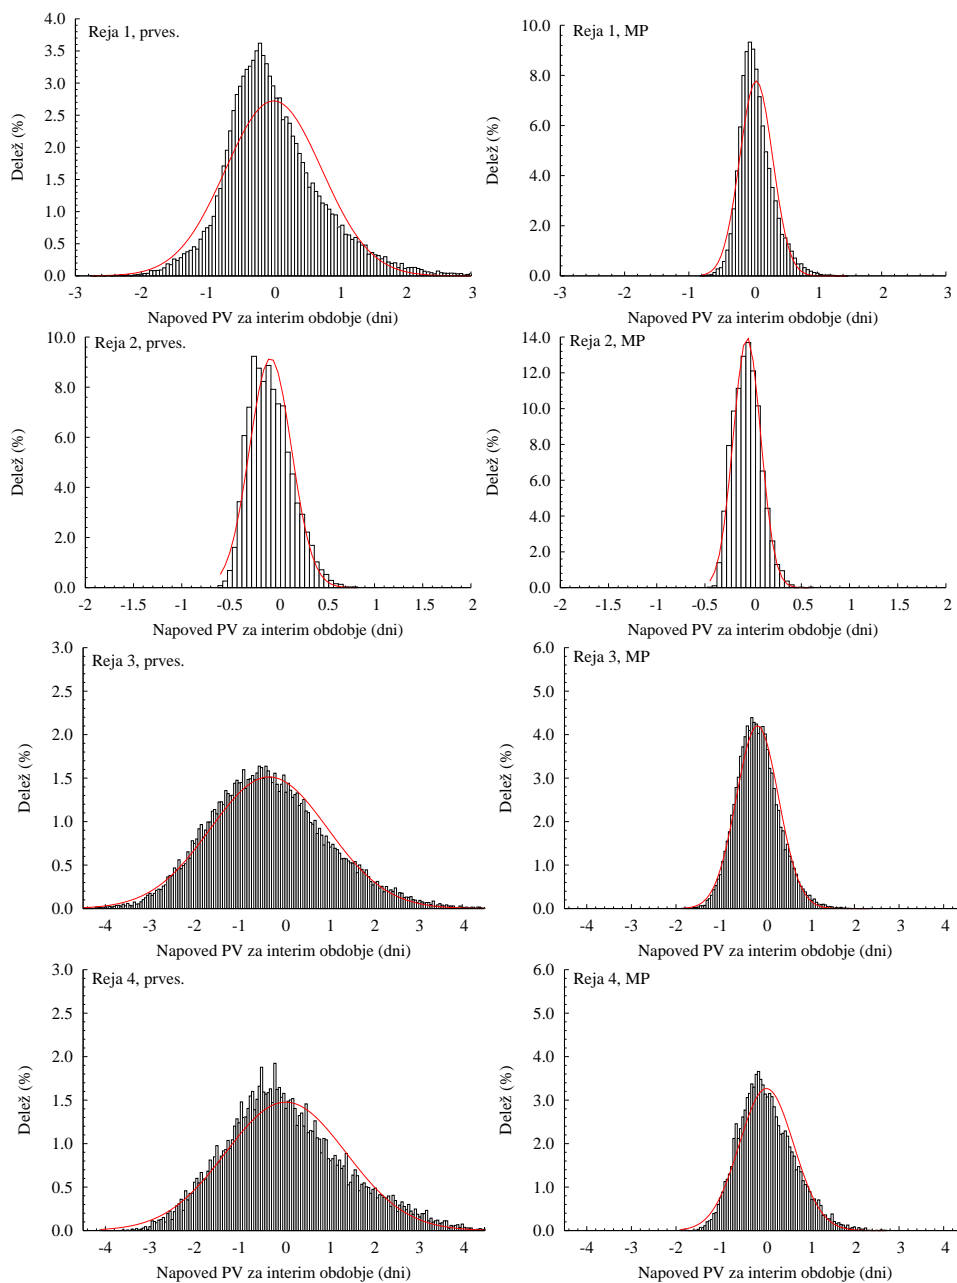 Reja 1, prves.
Delež (%)
4.0
3.5
3.0
2.5
2.0
1.5
1.0
0.5
0.0
-3 -2 -1 0 1 2 3
Napoved PV za interim obdobje (dni)
Reja 1, MP
Delež (%)
10.0
8.0
6.0
4.0
2.0
0.0
-3 -2 -1 0 1 2 3
Napoved PV za interim obdobje (dni)
Reja 2, prves.
Delež (%)
10.0
8.0
6.0
4.0
2.0
0.0
-2 -1.5 -1 -0.5 0 0.5 1 1.5 2
Napoved PV za interim obdobje (dni)
Reja 2, MP
Delež (%)
14.0
12.0
10.0
8.0
6.0
4.0
2.0
0.0
-2 -1.5 -1 -0.5 0 0.5 1 1.5 2
Napoved PV za interim obdobje (dni)
Reja 3, prves.
Delež (%)
3.0
2.5
2.0
1.5
1.0
0.5
0.0
-4 -3 -2 -1 0 1 2 3 4
Napoved PV za interim obdobje (dni)
Reja 3, MP
Delež (%)
6.0
5.0
4.0
3.0
2.0
1.0
0.0
-4 -3 -2 -1 0 1 2 3 4
Napoved PV za interim obdobje (dni)
Reja 4, prves.
Delež (%)
3.0
2.5
2.0
1.5
1.0
0.5
0.0
-4 -3 -2 -1 0 1 2 3 4
Napoved PV za interim obdobje (dni)
Reja 4, MP
Delež (%)
6.0
5.0
4.0
3.0
2.0
1.0
0.0
-4 -3 -2 -1 0 1 2 3 4
Napoved PV za interim obdobje (dni)